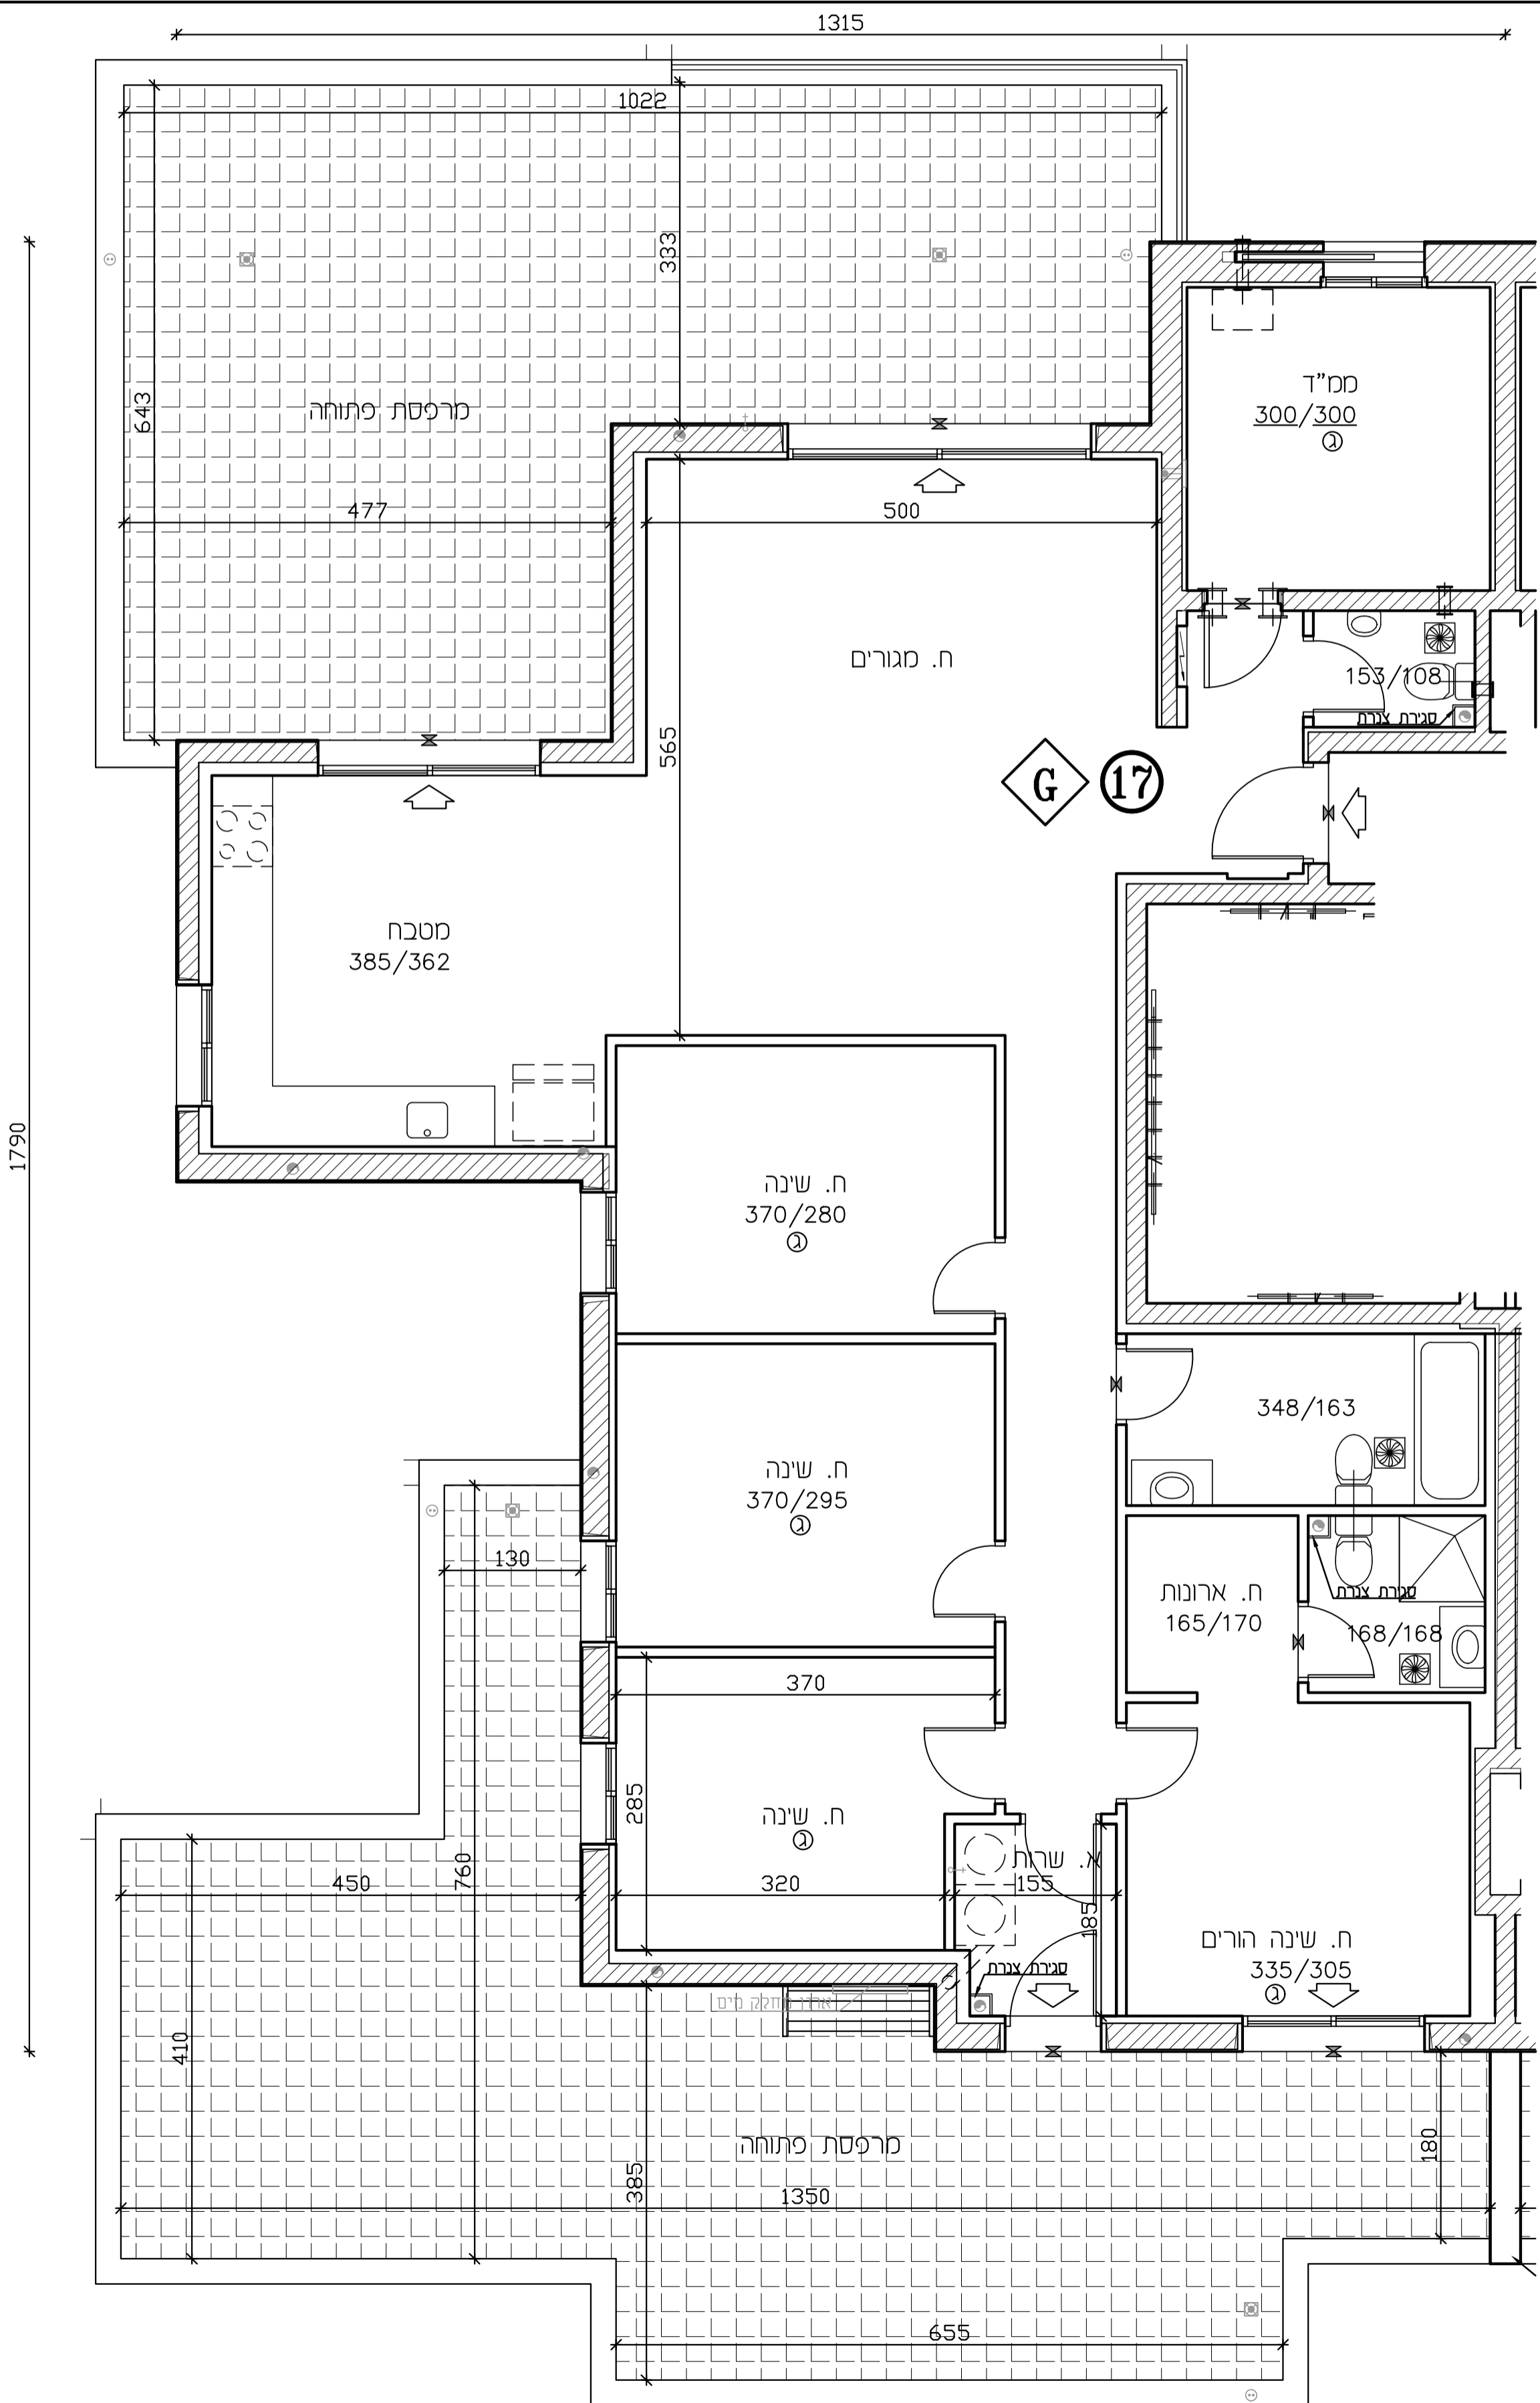 1315
1022
333
643
מרפסת פתוחה
477
500
ממ"ד
300/300
ג
ח. מגורים
565
153/108
סגירת צנרת
G
17
מטבח
385/362
1790
ח. שינה
370/280
ג
348/163
ח. שינה
370/295
ג
130
סגירת צנרת
ח. ארונות
165/170
168/168
370
285
ח. שינה
ג
א. שרות
155
185
450
760
320
ח. שינה הורים
335/305
ג
סגירת צנרת
ארון מחלק מים
410
מרפסת פתוחה
385
180
1350
655